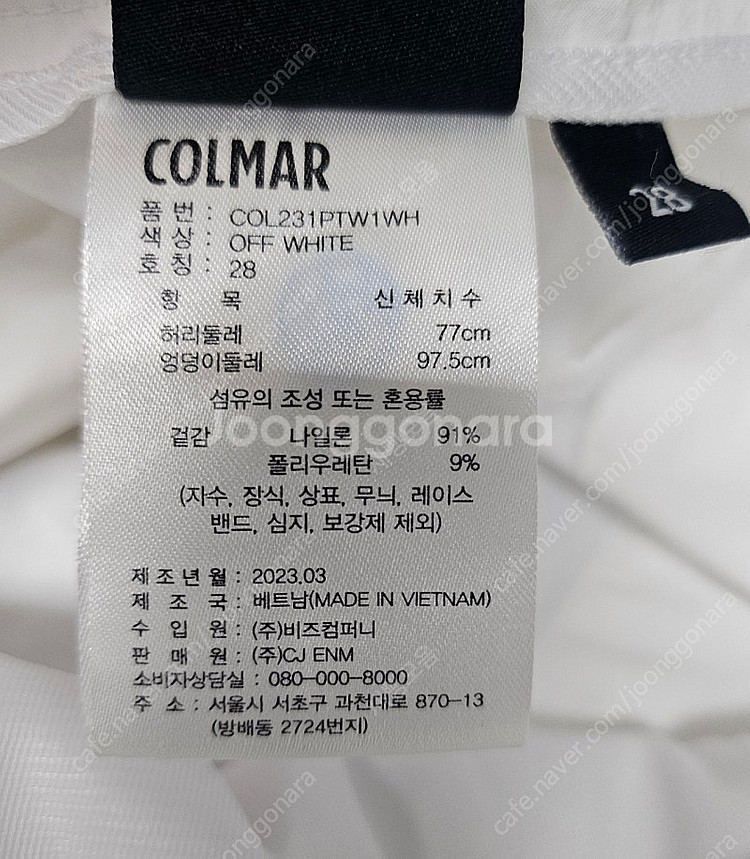 COLMAR
품 번 : COL231PTW1WH
색 상 : OFF WHITE
호 칭 : 28
항 목 신체치수
허리둘레 77cm
엉덩이둘레 97.5cm
섬유의 조성 또는 혼용률
겉감 나일론 91%
폴리우레탄 9%
(자수, 장식, 상표, 무늬, 레이스
밴드, 심지, 보강제 제외)
제조년월 : 2023.03
제 조 국 : 베트남(MADE IN VIETNAM)
수 입 원 : (주)비즈컴퍼니
판 매 원 : (주)CJ ENM
소비자상담실 : 080-000-8000
주 소 : 서울시 서초구 과천대로 870-13
(방배동 2724번지)
28
Joonggonara
cafe.naver.com/joonggonara